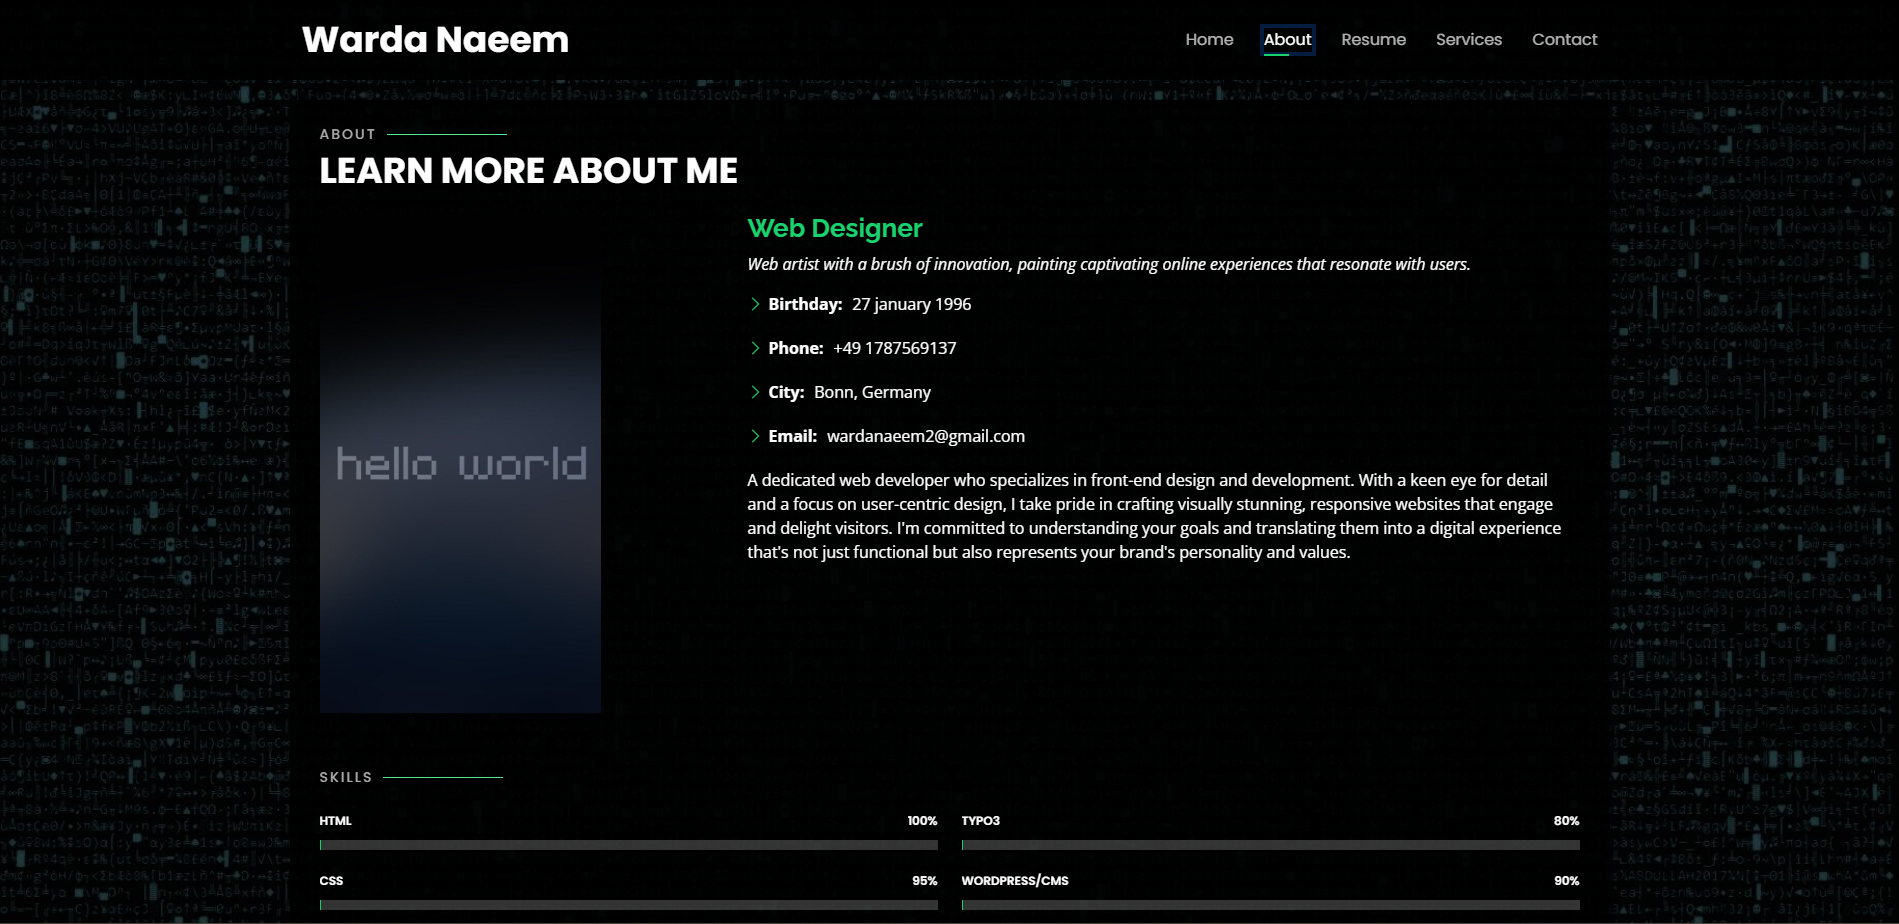 Warda Naeem
Home About Resume Services Contact
ABOUT
LEARN MORE ABOUT ME
Web Designer
Web artist with a brush of innovation, painting captivating online experiences that resonate with users.
Birthday: 27 january 1996
Phone: +49 1787569137
City: Bonn, Germany
Email: wardanaeem2@gmail.com
hello world
A dedicated web developer who specializes in front-end design and development. With a keen eye for detail
and a focus on user-centric design, I take pride in crafting visually stunning, responsive websites that engage
and delight visitors. I'm committed to understanding your goals and translating them into a digital experience
that's not just functional but also represents your brand's personality and values.
SKILLS
HTML 100%
TYPO3 80%
CSS 95%
WORDPRESS/CMS 90%